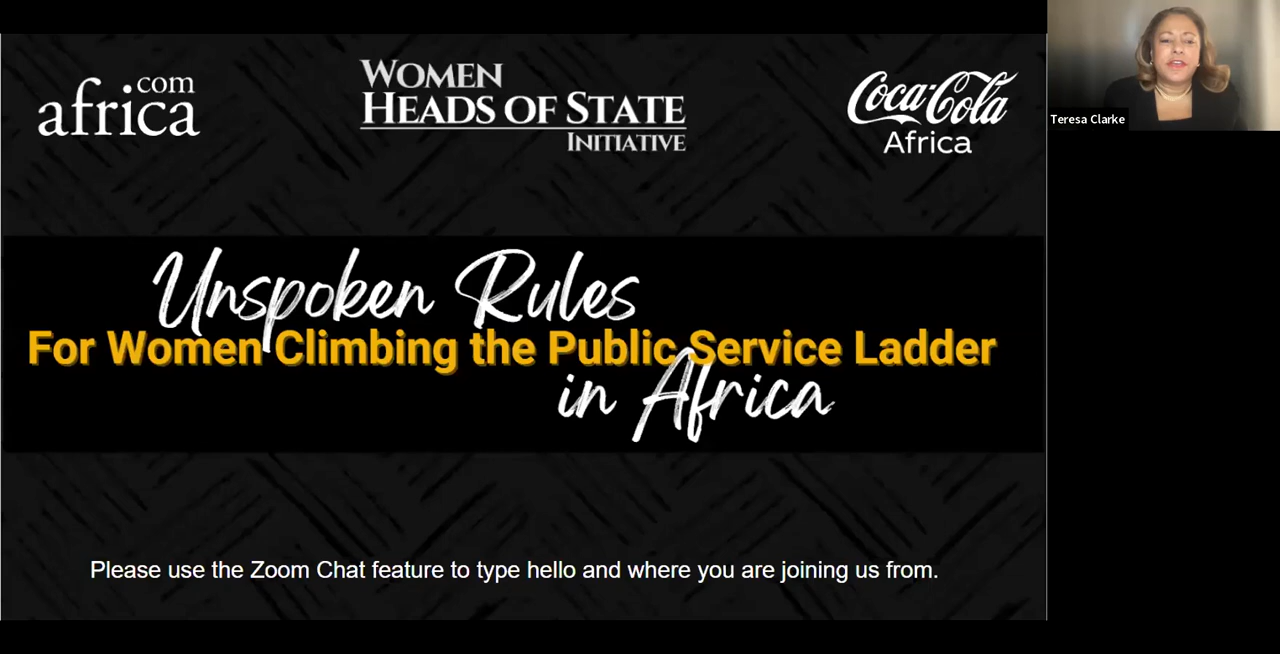 africa.com
WOMEN
HEADS OF STATE
INITIATIVE
Coca-Cola
Africa
Teresa Clarke
Unspoken Rules
For Women Climbing the Public Service Ladder
in Africa
Please use the Zoom Chat feature to type hello and where you are joining us from.